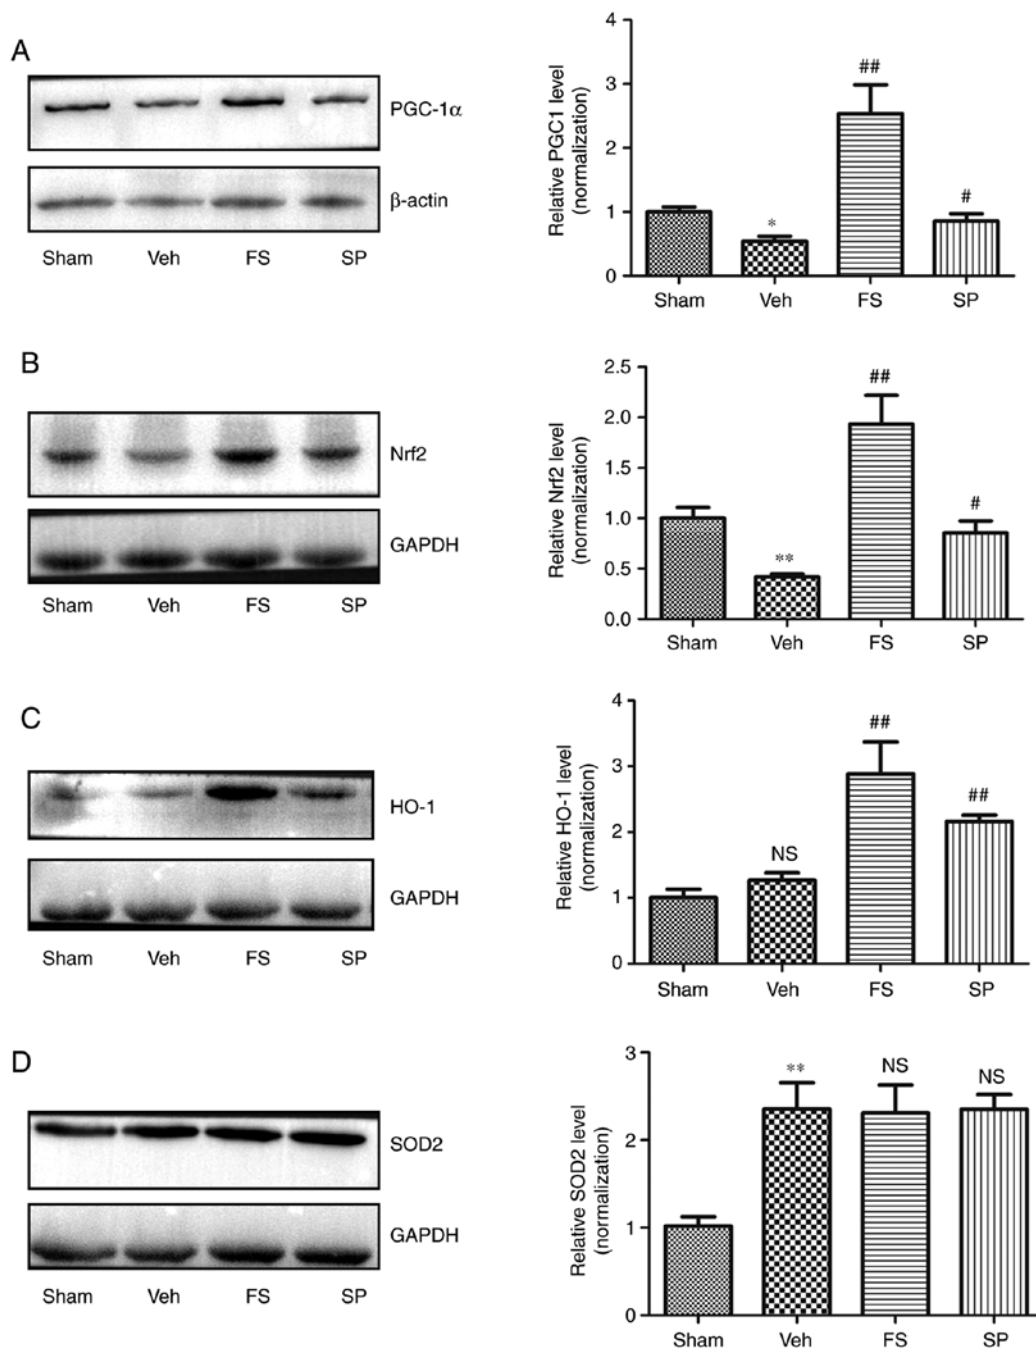 A
PGC-1α
β-actin
Sham Veh FS SP
Relative PGC1 level
(normalization)
4
3
2
1
0
*
##
#
Sham Veh FS SP
B
Nrf2
GAPDH
Sham Veh FS SP
Relative Nrf2 level
(normalization)
2.5
2.0
1.5
1.0
0.5
0.0
**
##
#
Sham Veh FS SP
C
HO-1
GAPDH
Sham Veh FS SP
Relative HO-1 level
(normalization)
4
3
2
1
0
NS
##
##
Sham Veh FS SP
D
SOD2
GAPDH
Sham Veh FS SP
Relative SOD2 level
(normalization)
3
2
1
0
**
NS
NS
Sham Veh FS SP